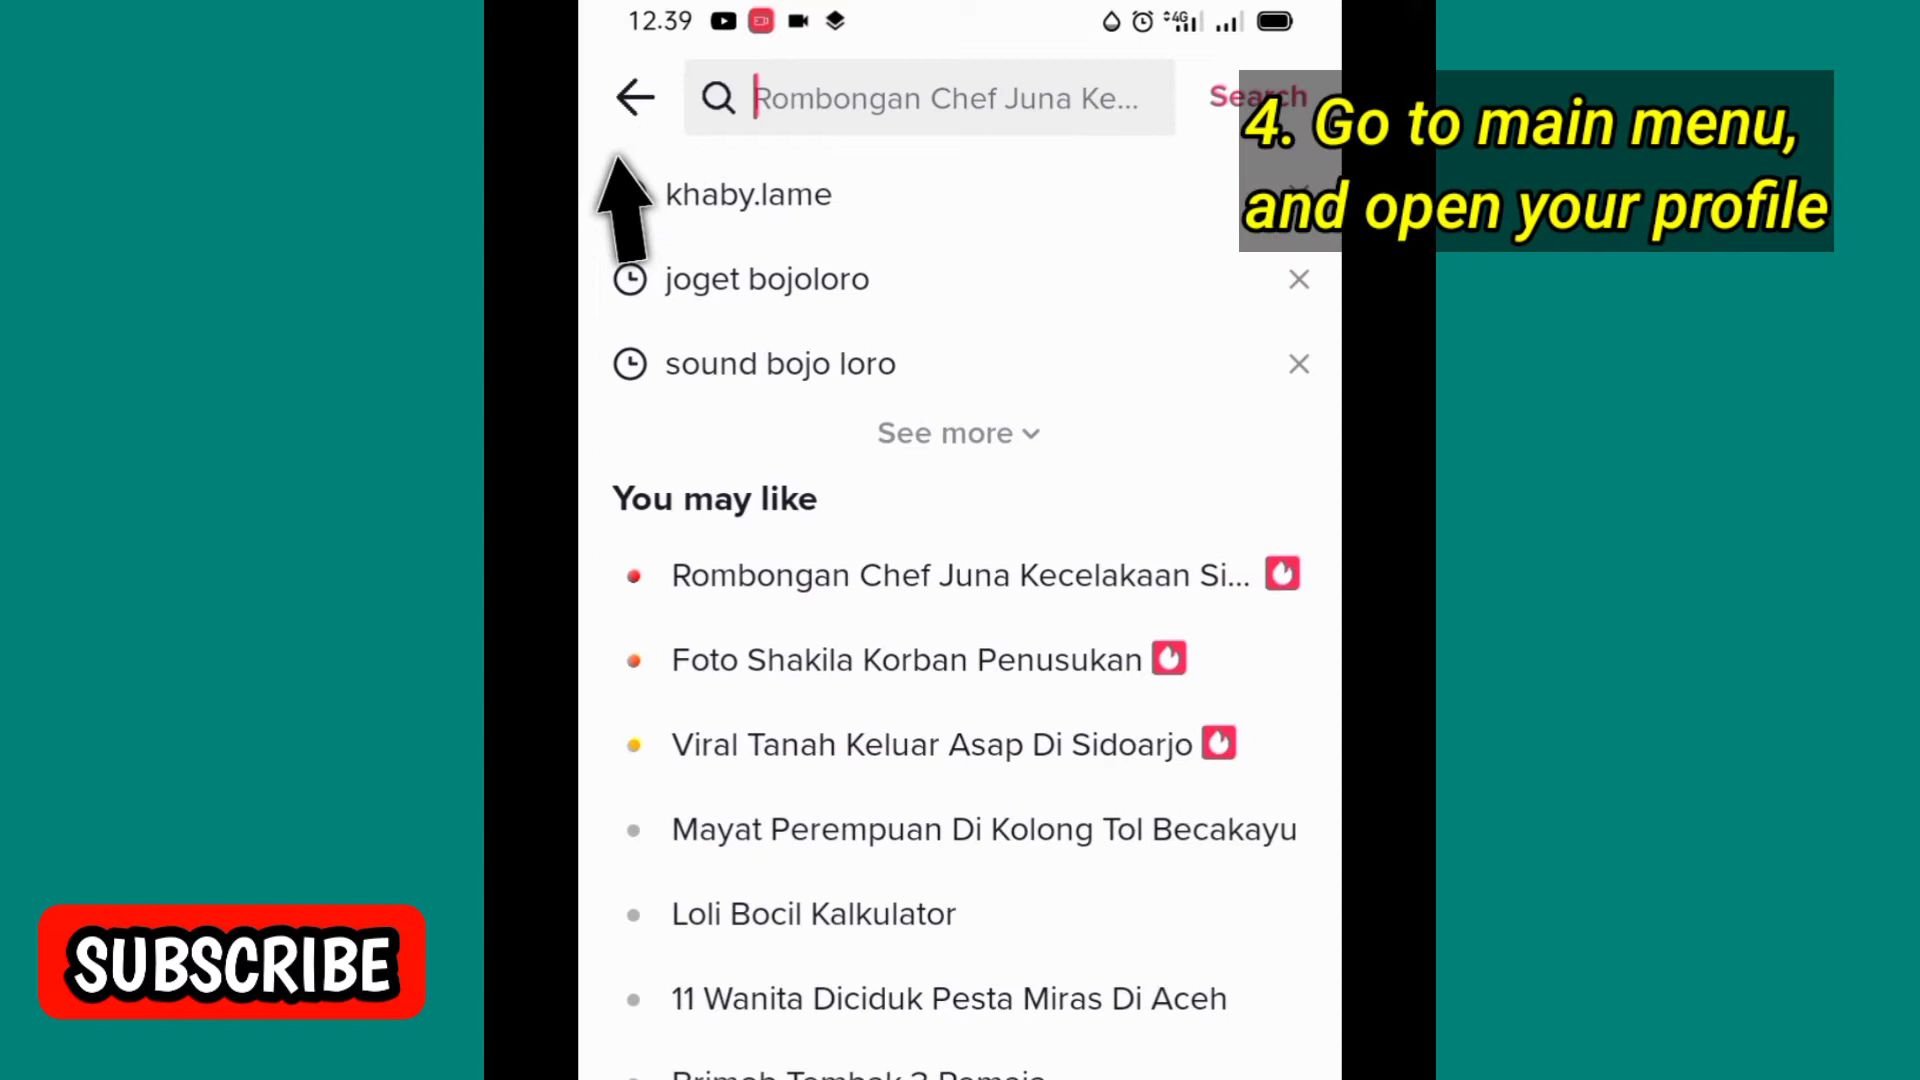 12.39
4G
Rombongan Chef Juna Ke...
Search
4. Go to main menu,
and open your profile
khaby.lame
joget bojoloro
sound bojo loro
See more
You may like
Rombongan Chef Juna Kecelakaan Si...
Foto Shakila Korban Penusukan
Viral Tanah Keluar Asap Di Sidoarjo
Mayat Perempuan Di Kolong Tol Becakayu
Loli Bocil Kalkulator
11 Wanita Diciduk Pesta Miras Di Aceh
SUBSCRIBE